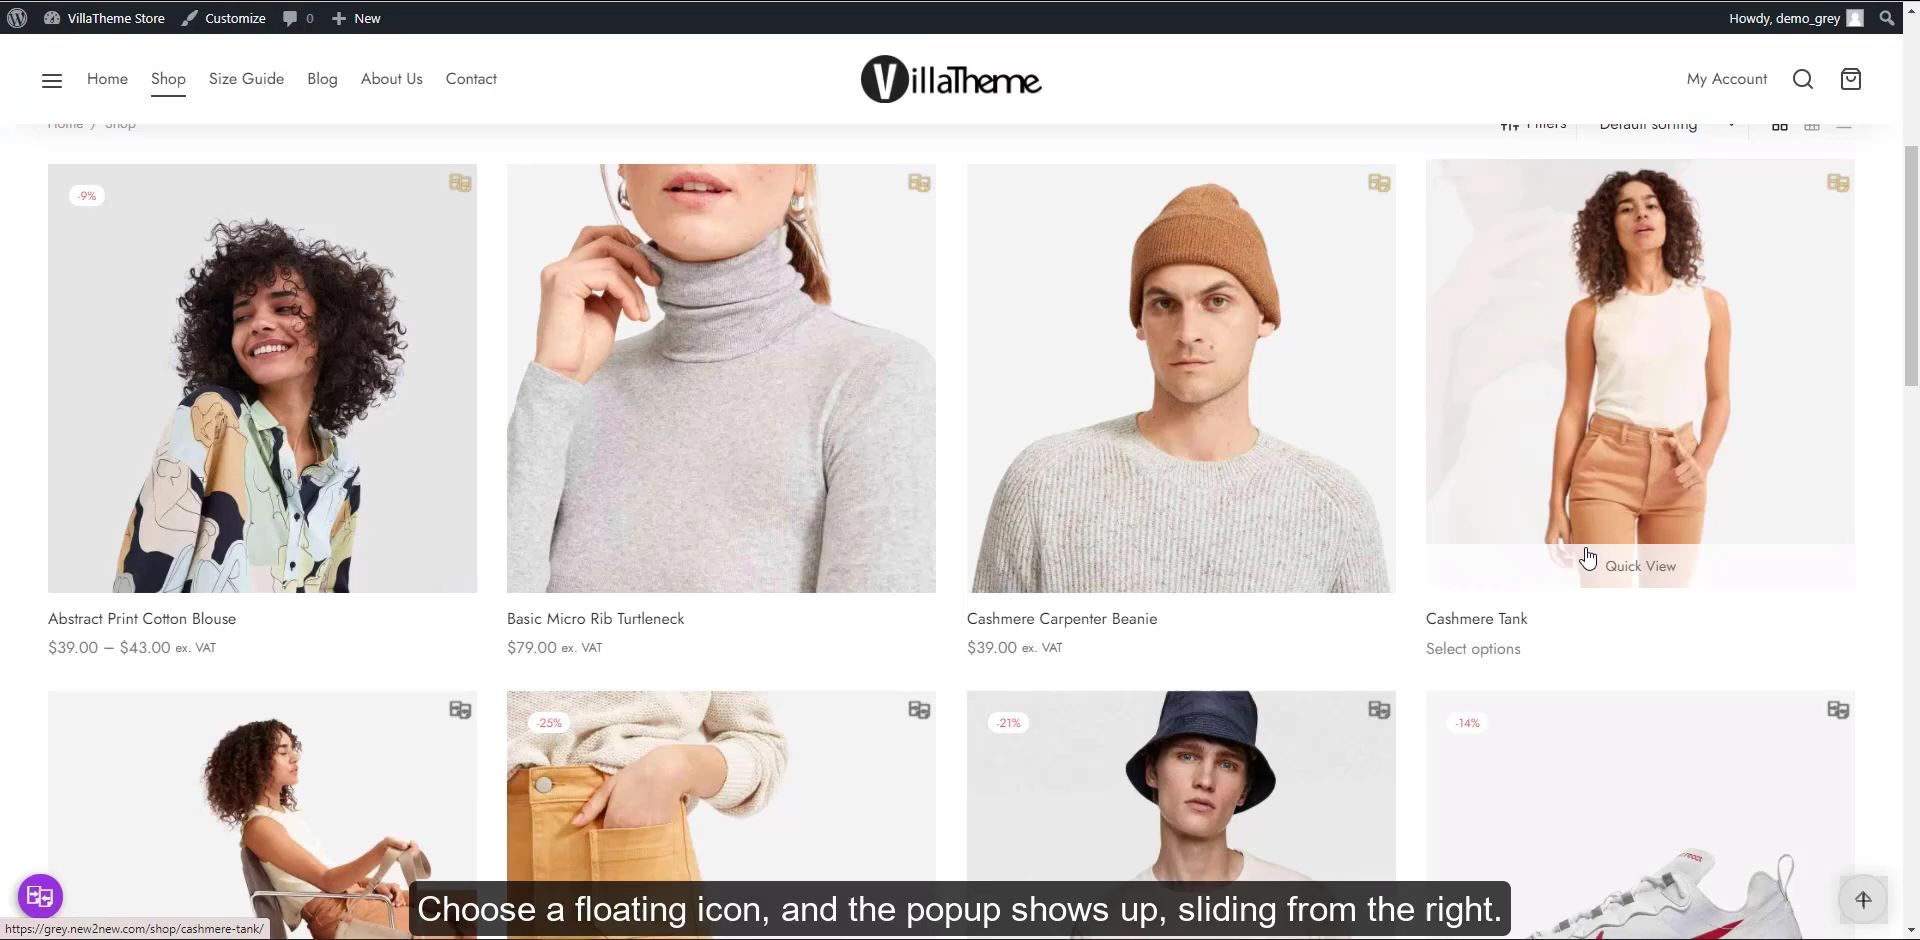 VillaTheme Store Customize 0 New Howdy, demo_grey
Home Shop Size Guide Blog About Us Contact VillaTheme My Account
Home / Shop Filters Default sorting
-9%
Quick View
Abstract Print Cotton Blouse Basic Micro Rib Turtleneck Cashmere Carpenter Beanie Cashmere Tank
$39.00 – $43.00 ex. VAT $79.00 ex. VAT $39.00 ex. VAT Select options
-25% -21% -14%
react
Choose a floating icon, and the popup shows up, sliding from the right.
https://grey.new2new.com/shop/cashmere-tank/